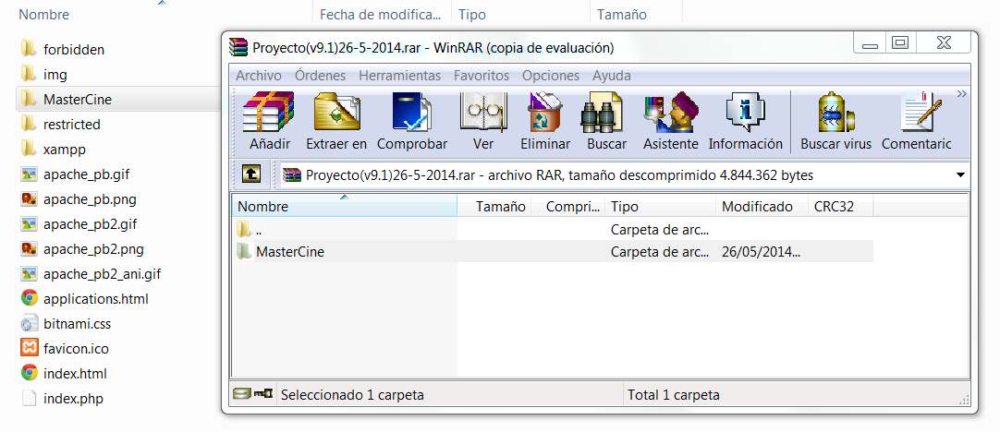 Nombre Fecha de modifica... Tipo Tamaño
forbidden
img
MasterCine
restricted
xampp
apache_pb.gif
apache_pb.png
apache_pb2.gif
apache_pb2.png
apache_pb2_ani.gif
applications.html
bitnami.css
favicon.ico
index.html
index.php
Proyecto(v9.1)26-5-2014.rar - WinRAR (copia de evaluación)
Archivo Órdenes Herramientas Favoritos Opciones Ayuda
Añadir Extraer en Comprobar Ver Eliminar Buscar Asistente Información Buscar virus Comentaric
Proyecto(v9.1)26-5-2014.rar - archivo RAR, tamaño descomprimido 4.844.362 bytes
Nombre Tamaño Compri... Tipo Modificado CRC32
.. Carpeta de arc...
MasterCine Carpeta de arc... 26/05/2014...
Seleccionado 1 carpeta Total 1 carpeta